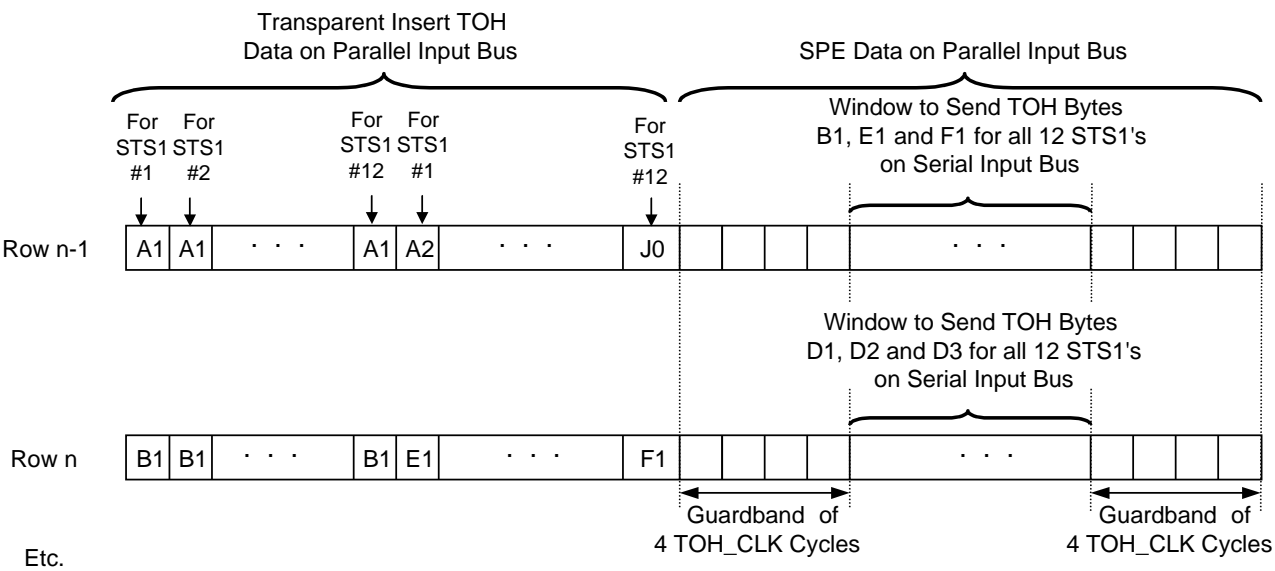 Transparent Insert TOH
Data on Parallel Input Bus
SPE Data on Parallel Input Bus
For
STS1
#1
For
STS1
#2
For
STS1
#12
For
STS1
#1
For
STS1
#12
Window to Send TOH Bytes
B1, E1 and F1 for all 12 STS1's
on Serial Input Bus
Row n-1 A1 A1 . . . A1 A2 . . . J0 . . .
Window to Send TOH Bytes
D1, D2 and D3 for all 12 STS1's
on Serial Input Bus
Row n B1 B1 . . . B1 E1 . . . F1 . . .
Guardband of
4 TOH_CLK Cycles
Guardband of
4 TOH_CLK Cycles
Etc.